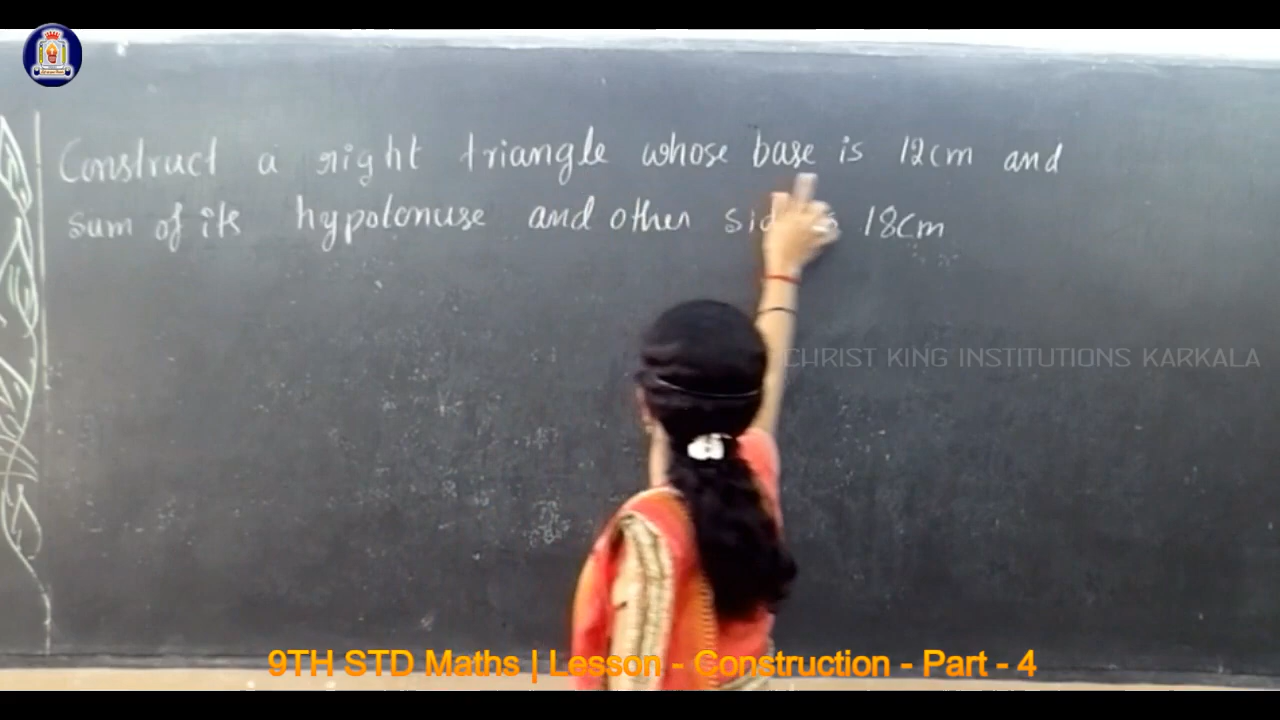 Construct a right triangle whose base is 12cm and
sum of its hypotenuse and other 18cm
CHRIST KING INSTITUTIONS KARKALA
9TH STD Maths | Lesson - Construction - Part - 4